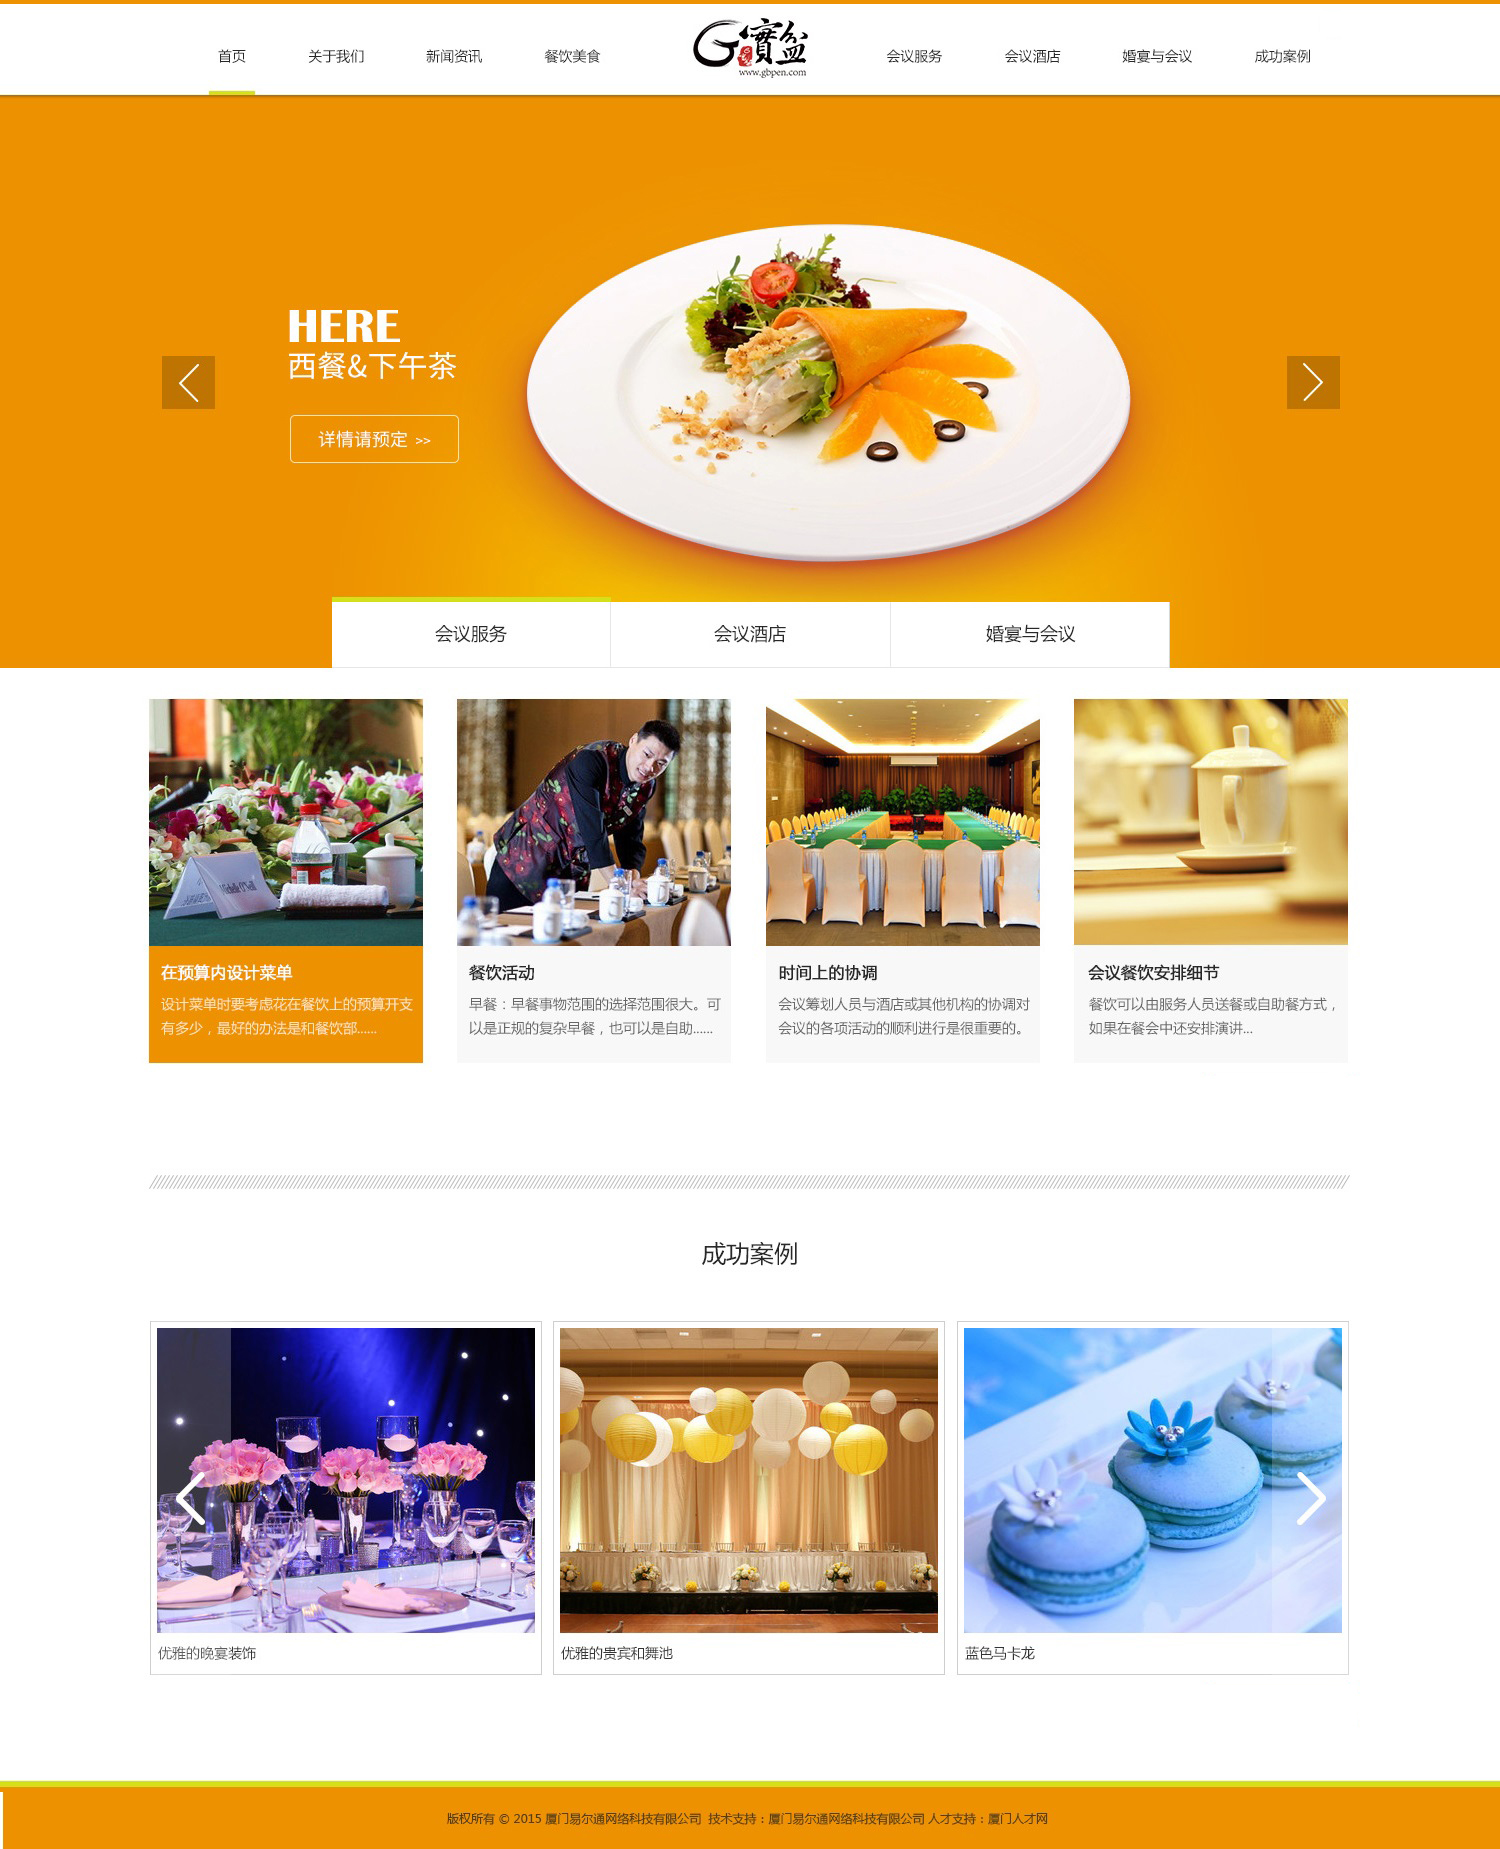 首页
关于我们
新闻资讯
餐饮美食
G實盆
www.gbpen.com
会议服务
会议酒店
婚宴与会议
成功案例
HERE
西餐&下午茶
详情请预定 >>
会议服务
会议酒店
婚宴与会议
在预算内设计菜单
设计菜单时要考虑花在餐饮上的预算开支
有多少，最好的办法是和餐饮部......
餐饮活动
早餐：早餐事物范围的选择范围很大。可
以是正规的复杂早餐，也可以是自助......
时间上的协调
会议筹划人员与酒店或其他机构的协调对
会议的各项活动的顺利进行是很重要的。
会议餐饮安排细节
餐饮可以由服务人员送餐或自助餐方式，
如果在餐会中还安排演讲...
成功案例
优雅的晚宴装饰
优雅的贵宾和舞池
蓝色马卡龙
版权所有 © 2015 厦门易尔通网络科技有限公司 技术支持：厦门易尔通网络科技有限公司 人才支持：厦门人才网